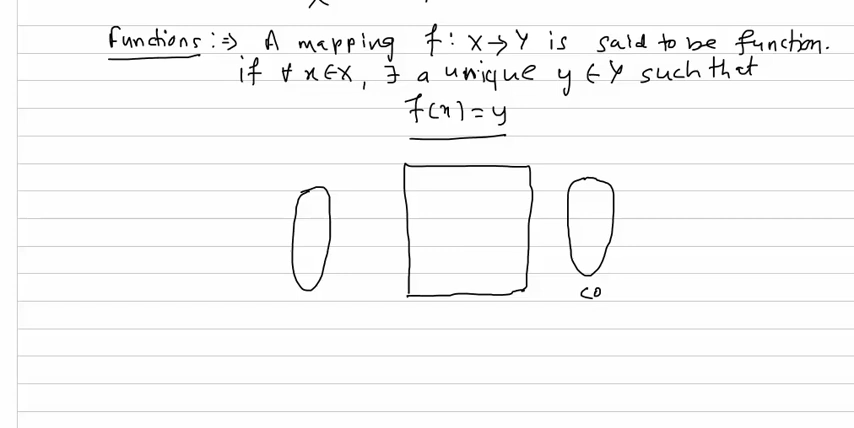 Functions :⇒ A mapping f : X → Y is said to be function.
if ∀ x ∈ X, ∃ a unique y ∈ Y such that
f(x) = y
CO